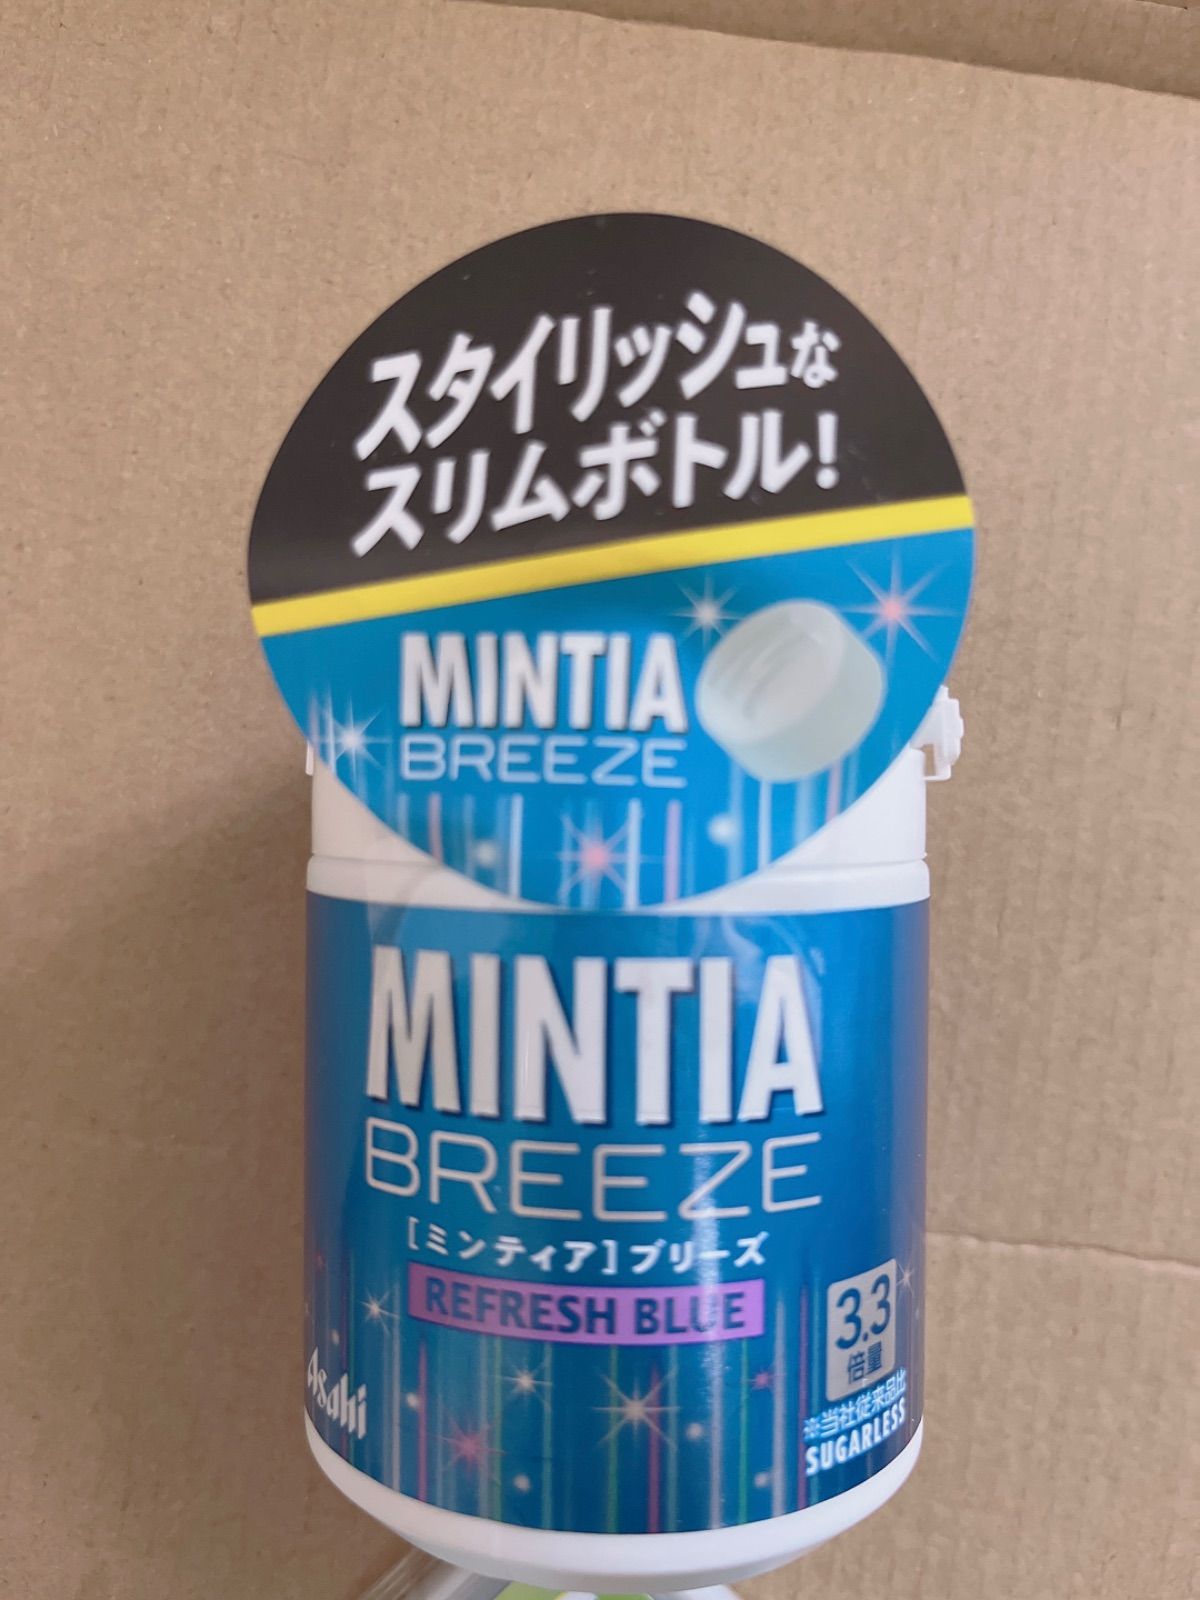 スタイリッシュな
スリムボトル!
MINTIA
BREEZE
MINTIA
BREEZE
[ミンティア]ブリーズ
REFRESH BLUE
3.3
倍量
※当社従来品比
SUGARLESS
Asahi